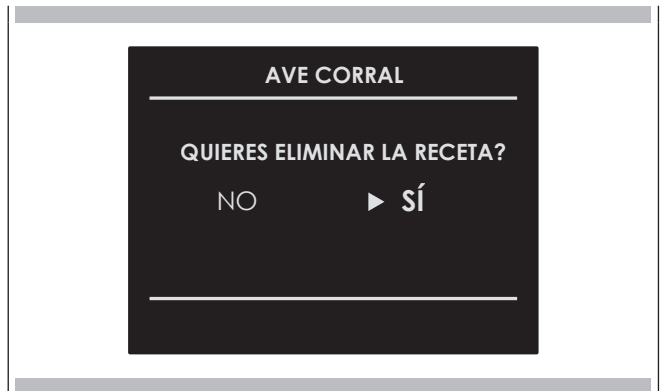 AVE CORRAL
QUIERES ELIMINAR LA RECETA?
NO ▶ SÍ